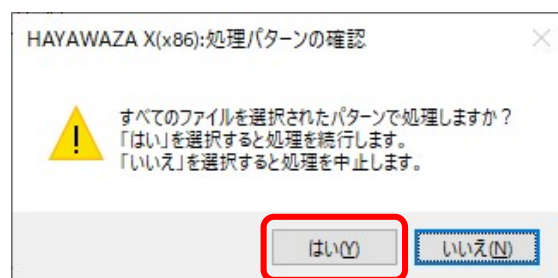 HAYAWAZA X(x86):処理パターンの確認
すべてのファイルを選択されたパターンで処理しますか？
「はい」を選択すると処理を続行します。
「いいえ」を選択すると処理を中止します。
はい(Y)
いいえ(N)